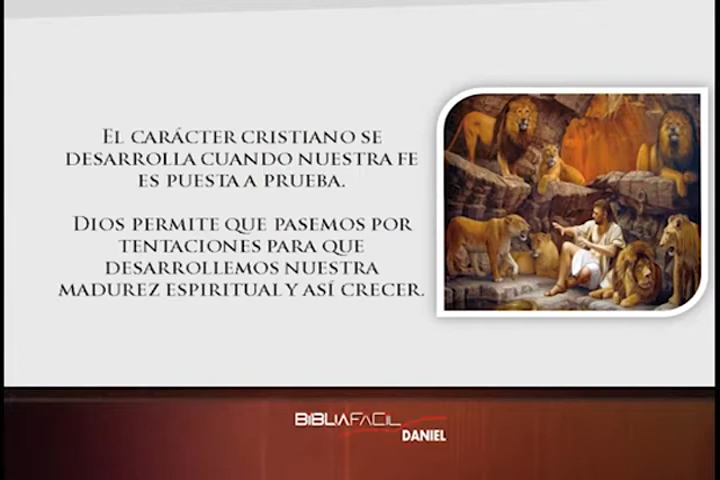 EL CARÁCTER CRISTIANO SE
DESARROLLA CUANDO NUESTRA FE
ES PUESTA A PRUEBA.
DIOS PERMITE QUE PASEMOS POR
TENTACIONES PARA QUE
DESARROLLEMOS NUESTRA
MADUREZ ESPIRITUAL Y ASÍ CRECER.
BIBLIAFACIL
DANIEL